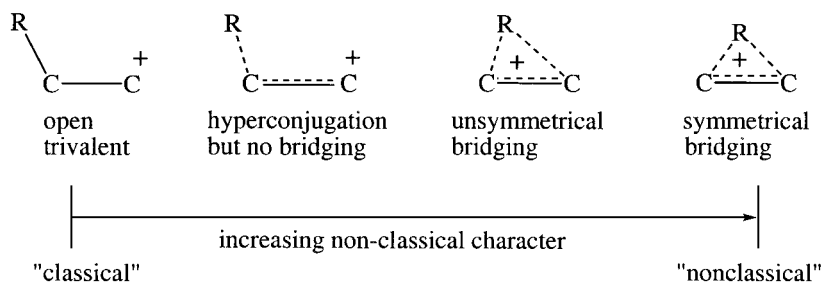 R + R + R R
C C C C C + C C + C
open hyperconjugation unsymmetrical symmetrical
trivalent but no bridging bridging bridging
increasing non-classical character
"classical" "nonclassical"